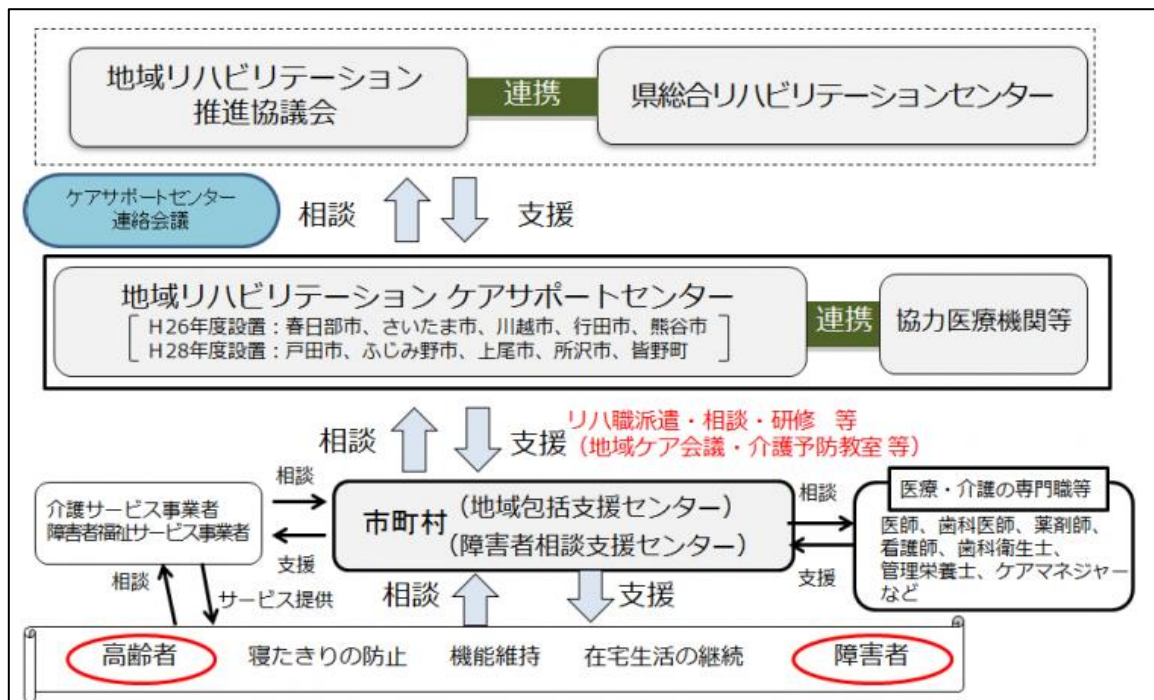 地域リハビリテーション
推進協議会
連携
県総合リハビリテーションセンター
ケアサポートセンター
連絡会議
相談
支援
地域リハビリテーション ケアサポートセンター
H26年度設置：春日部市、さいたま市、川越市、行田市、熊谷市
H28年度設置：戸田市、ふじみ野市、上尾市、所沢市、皆野町
連携
協力医療機関等
相談
支援
リハ職派遣・相談・研修 等
（地域ケア会議・介護予防教室 等）
介護サービス事業者
障害者福祉サービス事業者
相談
支援
市町村
（地域包括支援センター）
（障害者相談支援センター）
相談
支援
医療・介護の専門職等
医師、歯科医師、薬剤師、
看護師、歯科衛生士、
管理栄養士、ケアマネジャー
など
相談
サービス提供
相談
支援
高齢者
寝たきりの防止
機能維持
在宅生活の継続
障害者